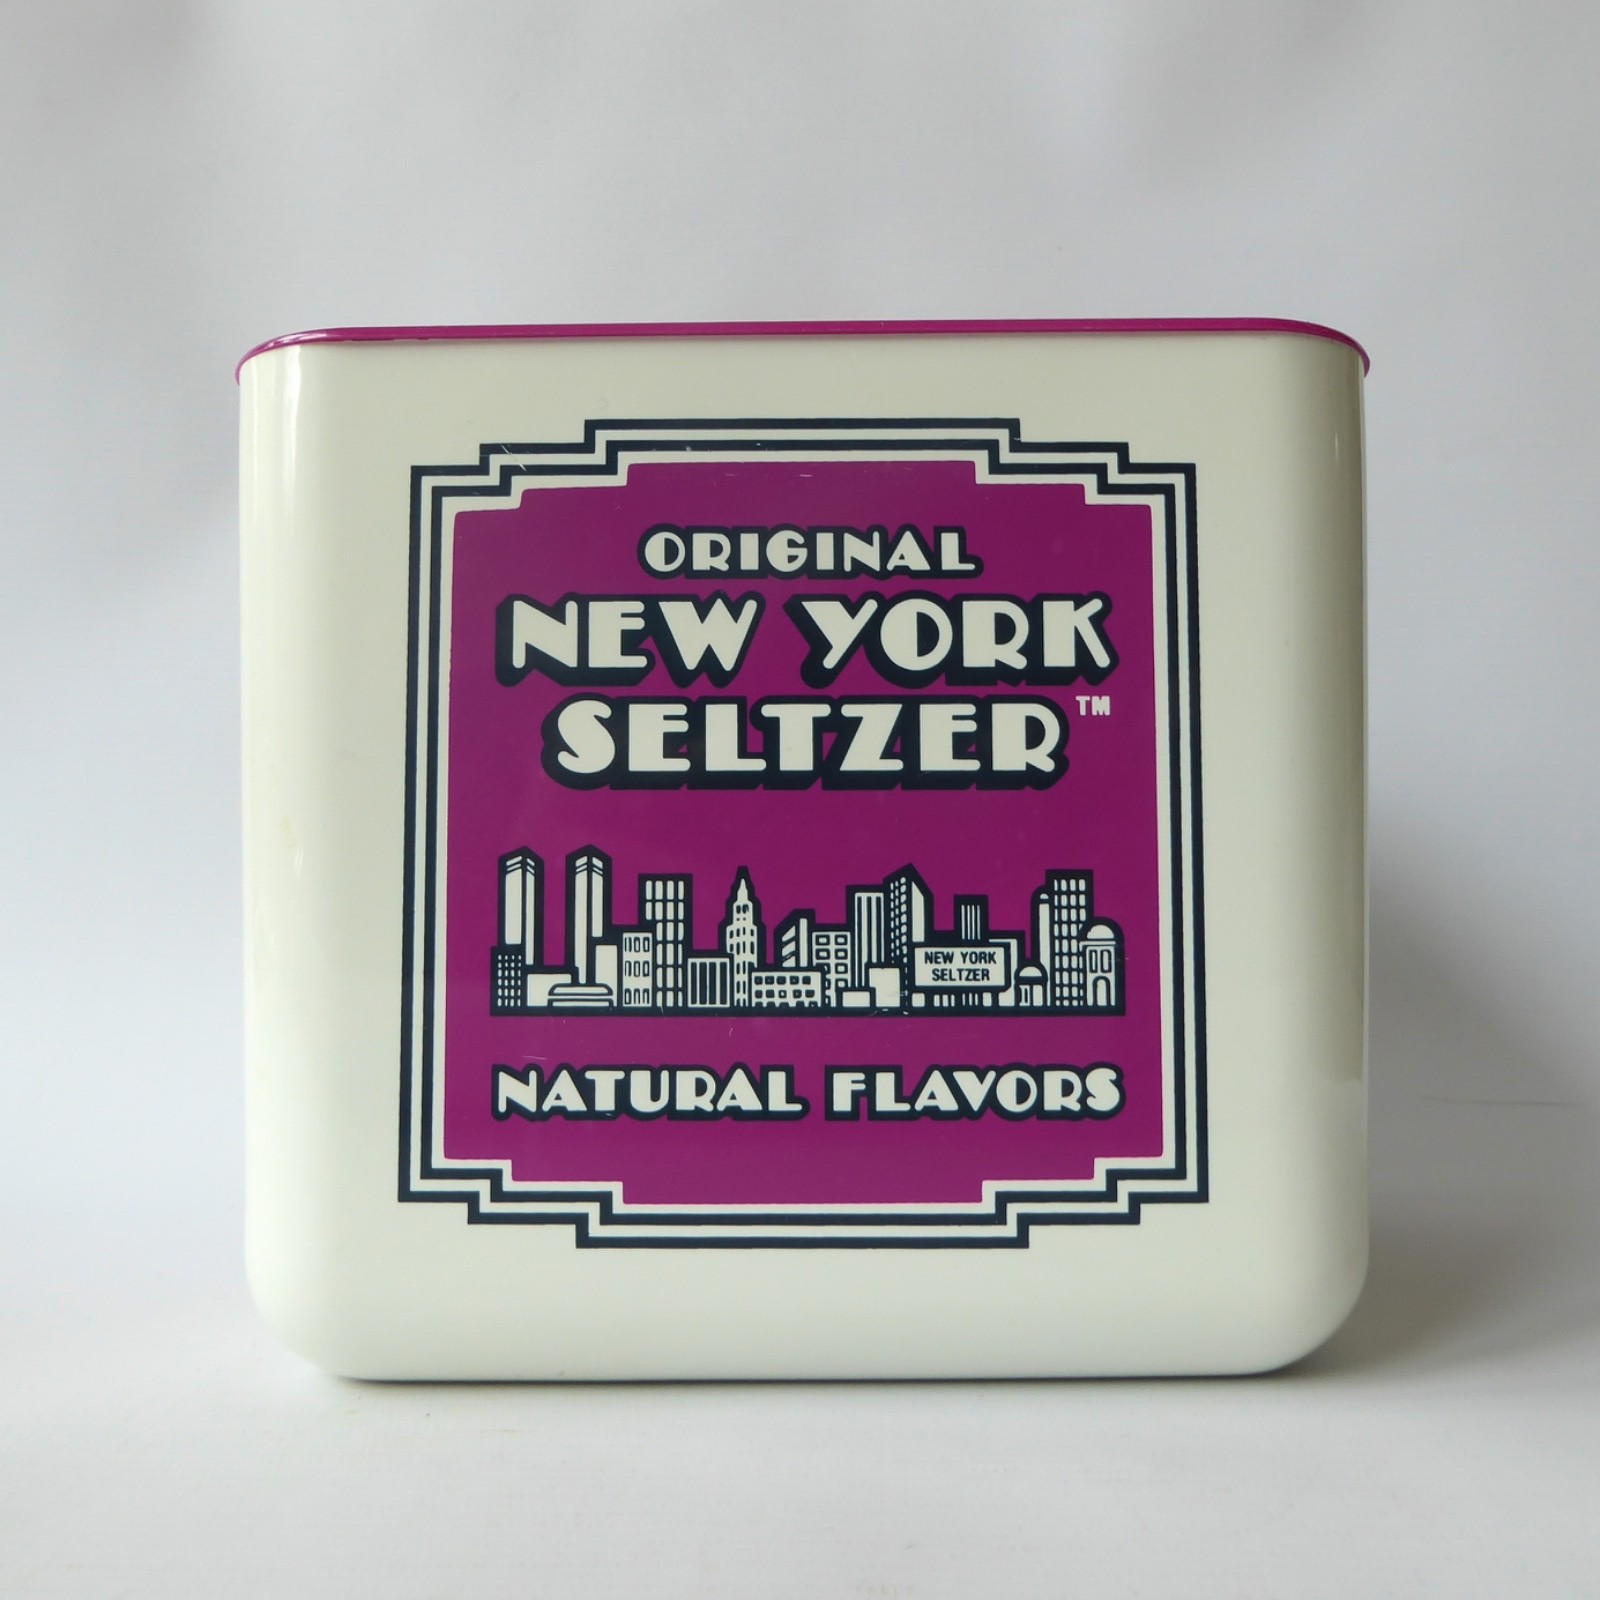 ORIGINAL
NEW YORK
SELTZER™
NEW YORK
SELTZER
NATURAL FLAVORS